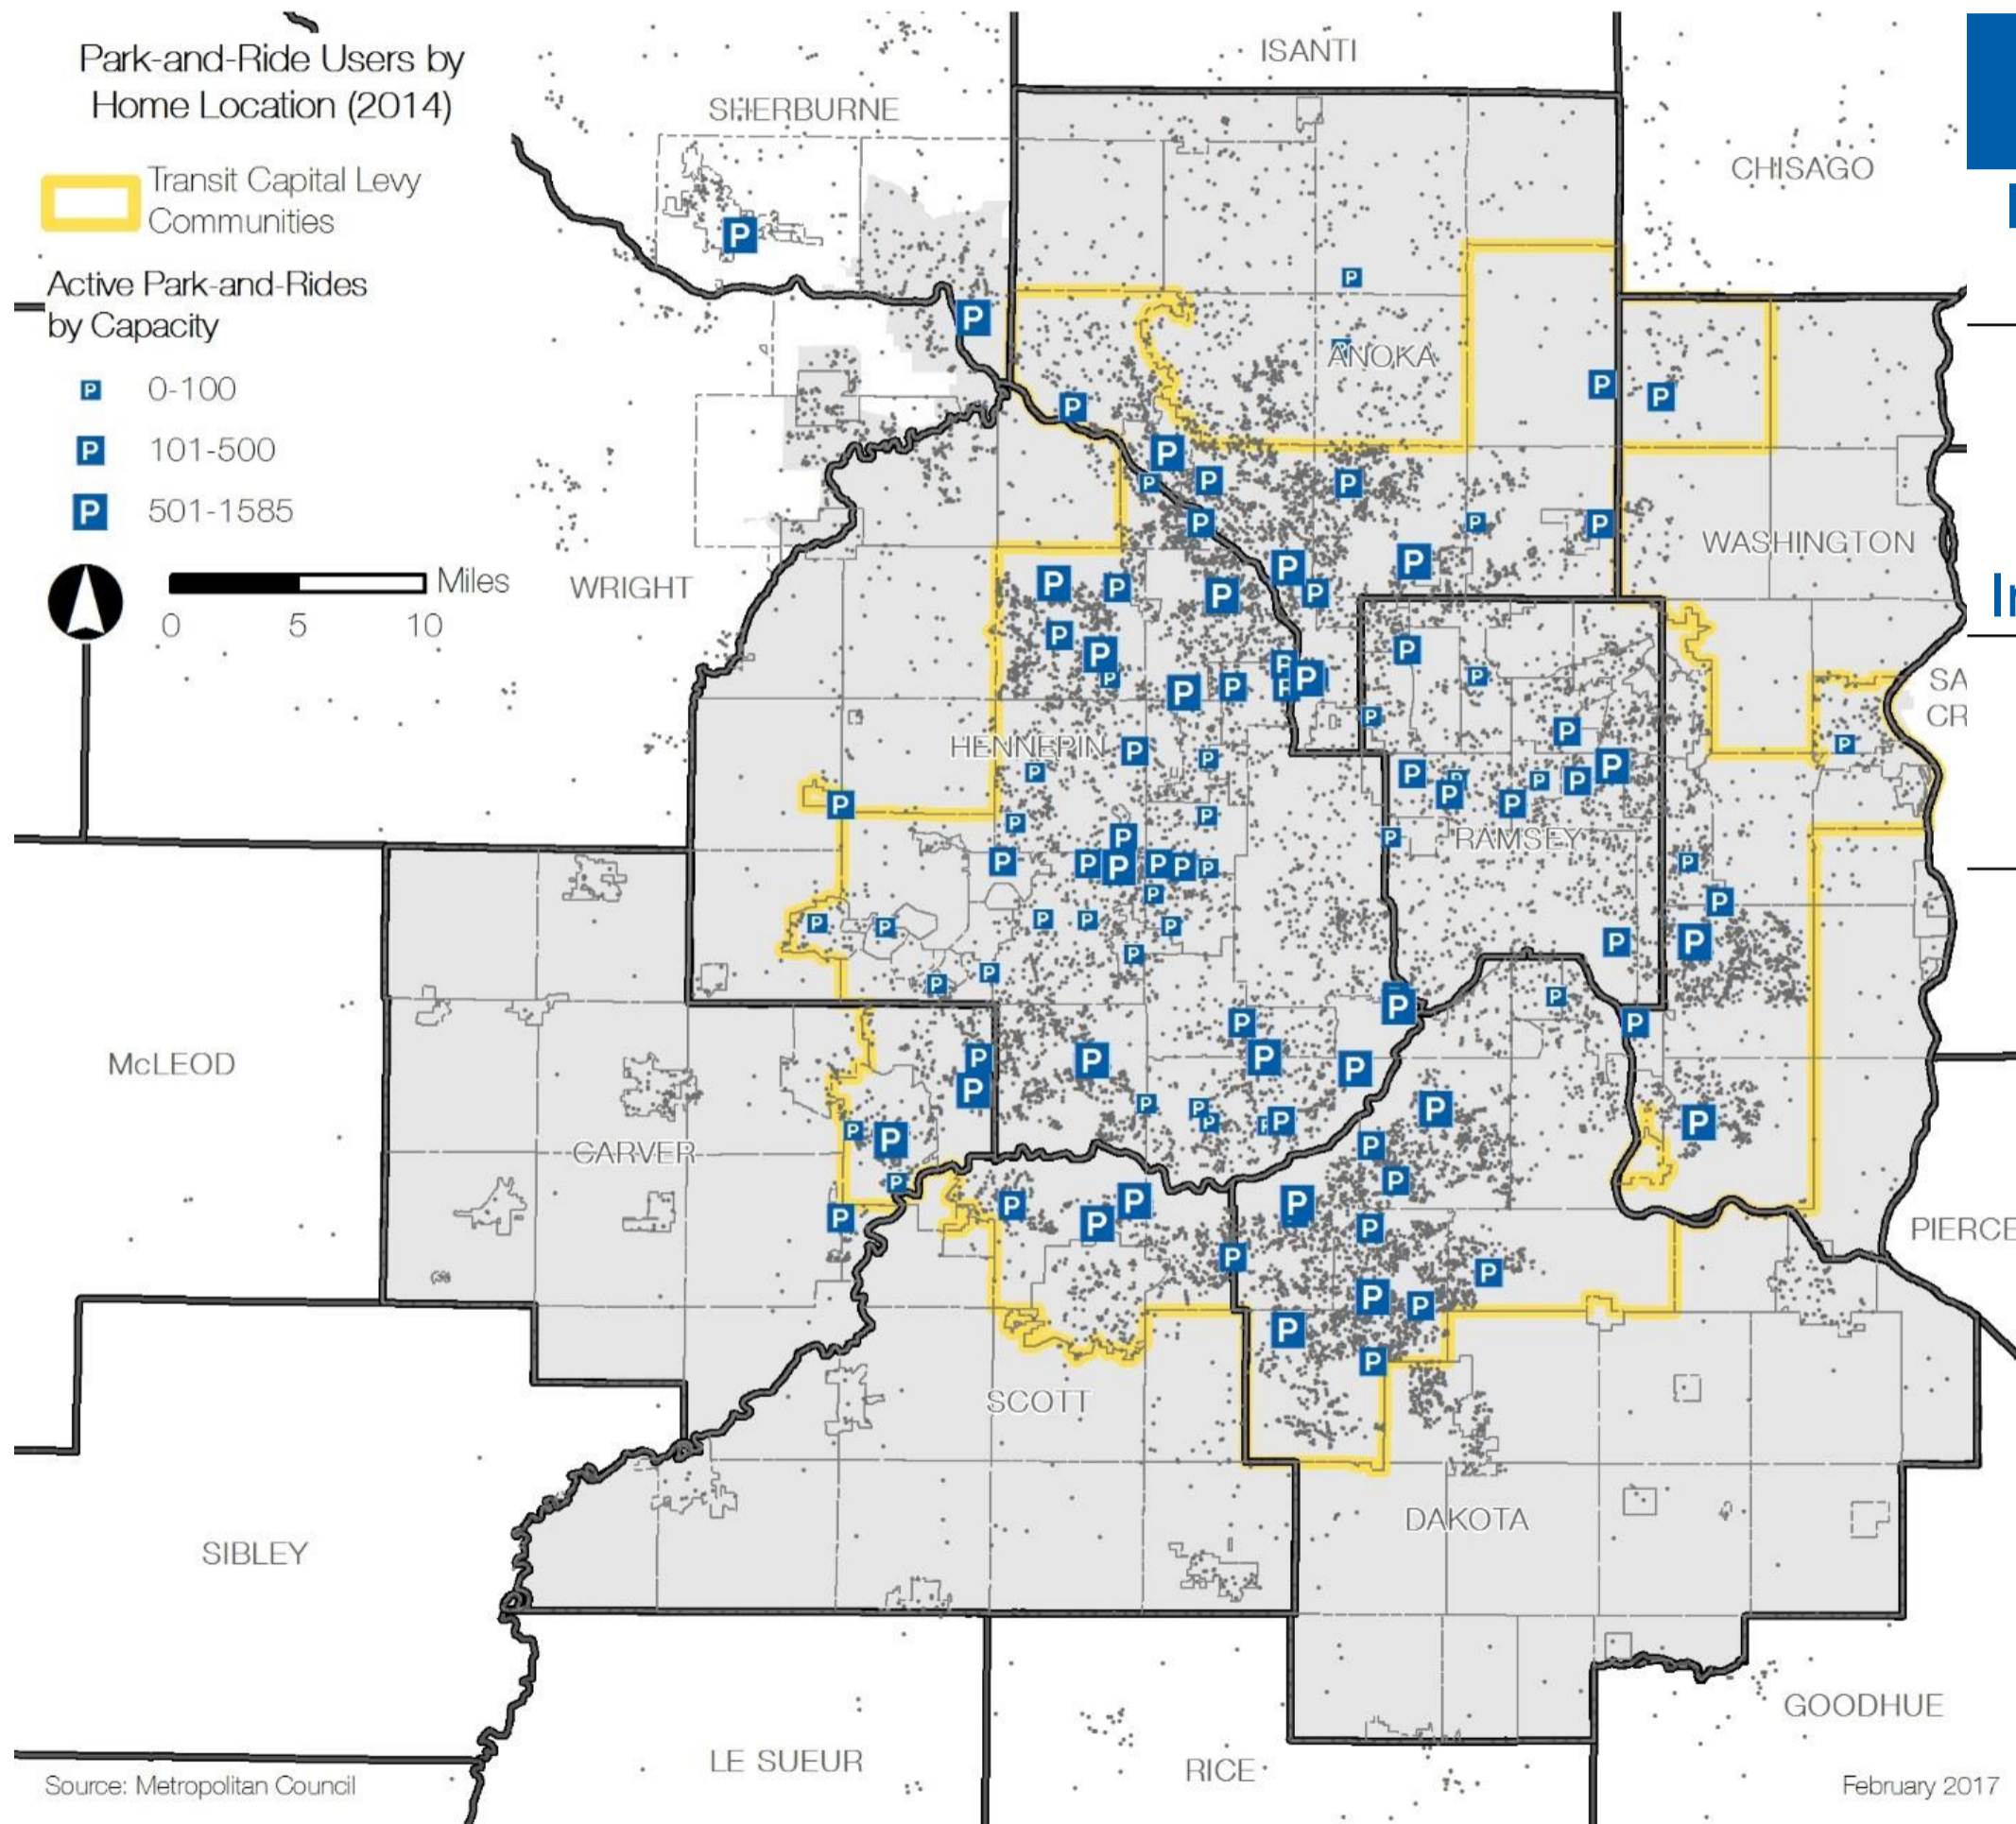 Park-and-Ride Users by
Home Location (2014)
Transit Capital Levy
Communities
Active Park-and-Rides
by Capacity
P 0-100
P 101-500
P 501-1585
Miles
0 5 10
ISANTI
SHERBURNE
CHISAGO
ANOKA
WRIGHT
WASHINGTON
SA
CR
HENNEPIN
RAMSEY
McLEOD
CARVER
PIERCE
SCOTT
DAKOTA
SIBLEY
GOODHUE
LE SUEUR
RICE
Source: Metropolitan Council
February 2017